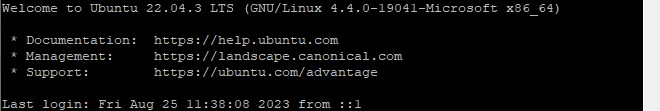 Welcome to Ubuntu 22.04.3 LTS (GNU/Linux 4.4.0-19041-Microsoft x86_64)
* Documentation: https://help.ubuntu.com
* Management: https://landscape.canonical.com
* Support: https://ubuntu.com/advantage
Last login: Fri Aug 25 11:38:08 2023 from ::1